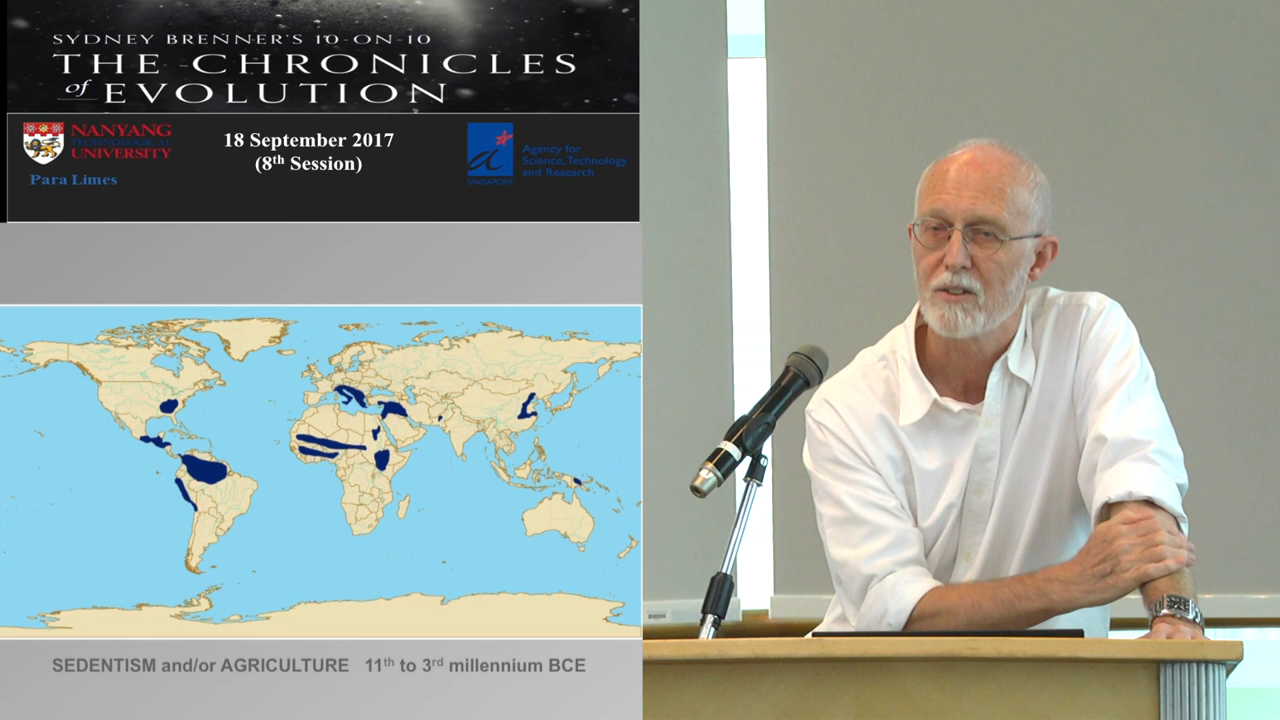 SYDNEY BRENNER'S 10-ON-10
THE CHRONICLES
of EVOLUTION
NANYANG
TECHNOLOGICAL
UNIVERSITY
Para Limes
18 September 2017
(8th Session)
SINGAPORE
Agency for
Science, Technology
and Research
SEDENTISM and/or AGRICULTURE 11th to 3rd millennium BCE